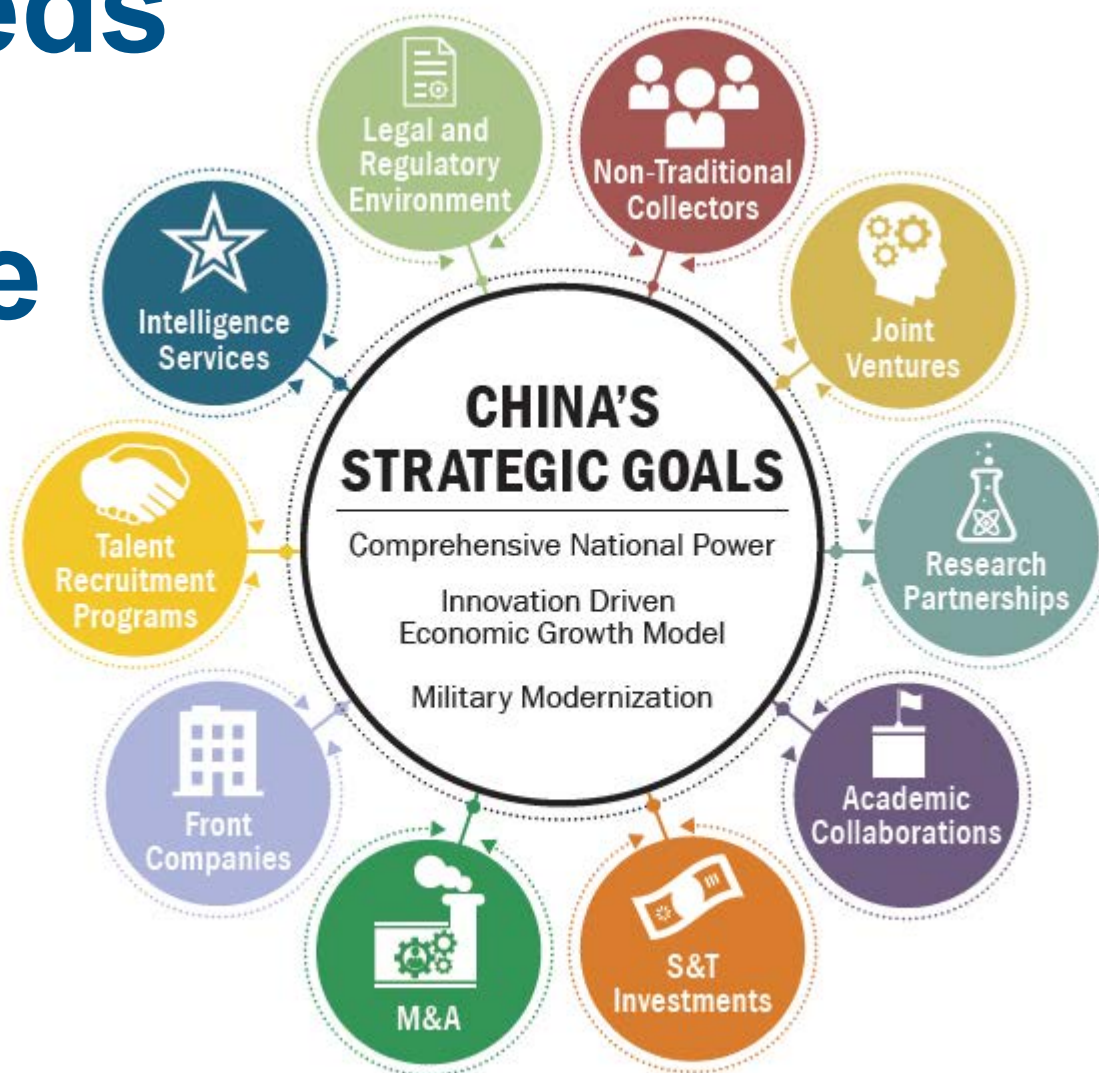 eds
e
Legal and
Regulatory
Environment
Non-Traditional
Collectors
Joint
Ventures
Research
Partnerships
Academic
Collaborations
S&T
Investments
M&A
Front
Companies
Talent
Recruitment
Programs
Intelligence
Services
CHINA'S
STRATEGIC GOALS
Comprehensive National Power
Innovation Driven
Economic Growth Model
Military Modernization